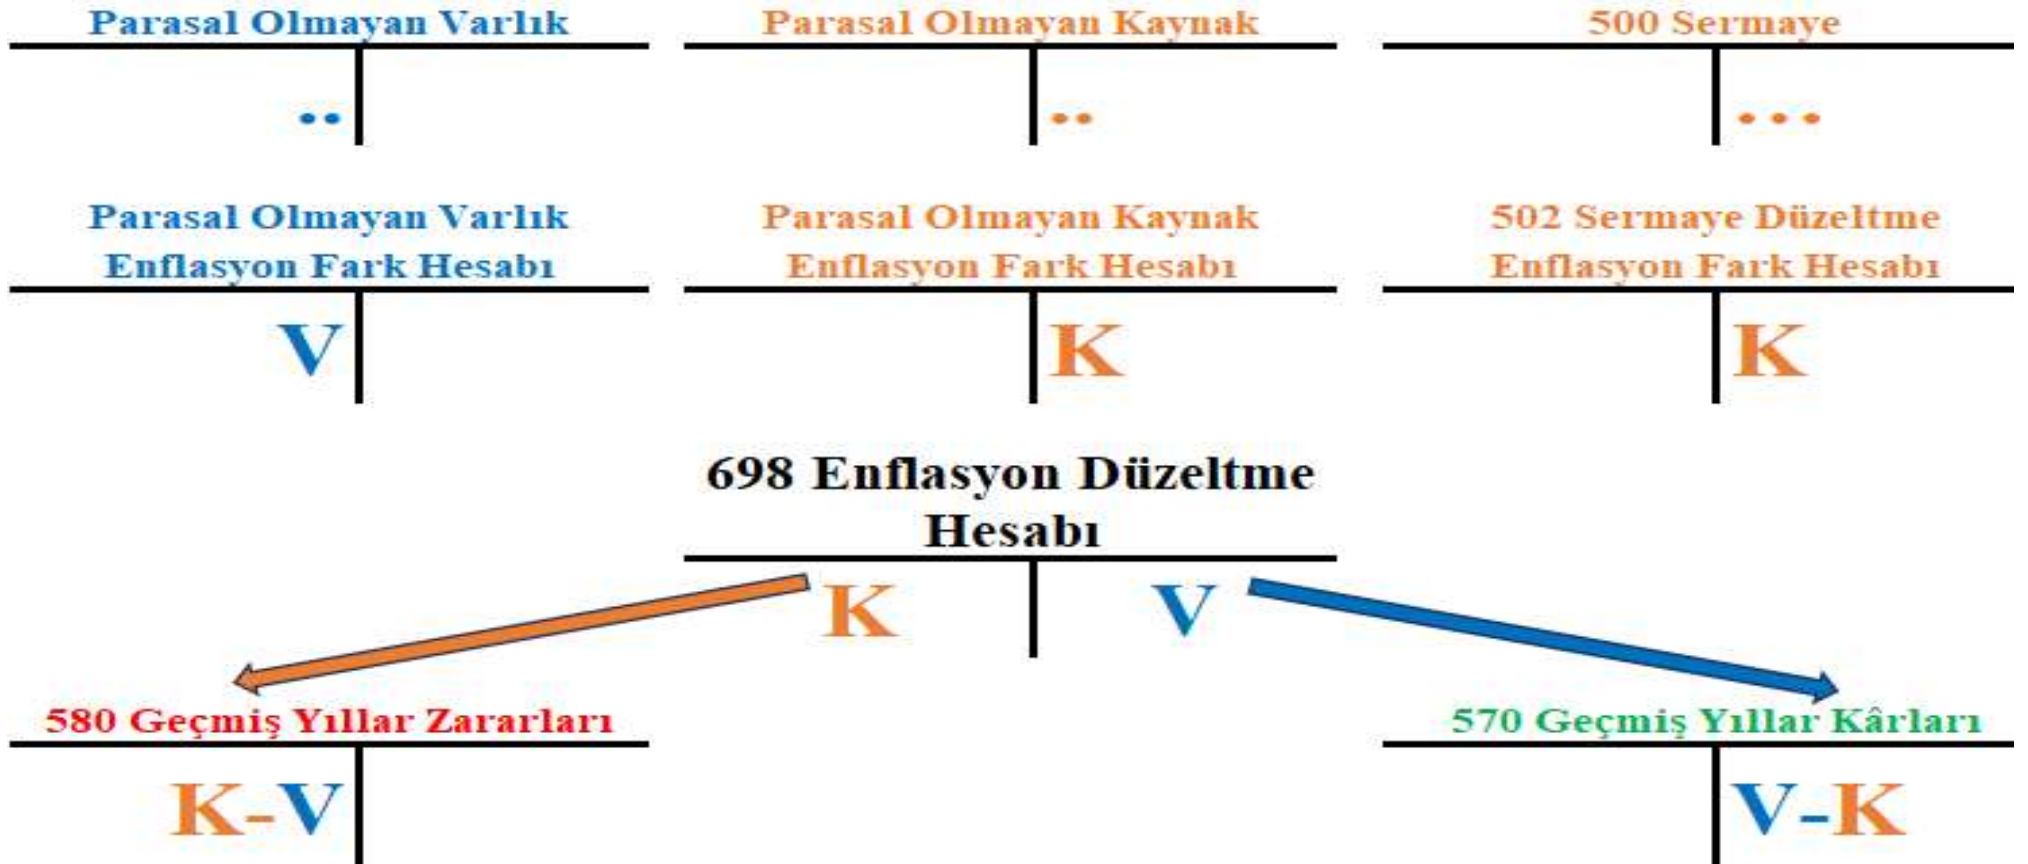 Parasal Olmayan Varlık
Parasal Olmayan Kaynak
500 Sermaye
..
..
...
Parasal Olmayan Varlık
Enflasyon Fark Hesabı
Parasal Olmayan Kaynak
Enflasyon Fark Hesabı
502 Sermaye Düzeltme
Enflasyon Fark Hesabı
V
K
K
698 Enflasyon Düzeltme
Hesabı
K
V
580 Geçmiş Yıllar Zararları
570 Geçmiş Yıllar Kârları
K-V
V-K